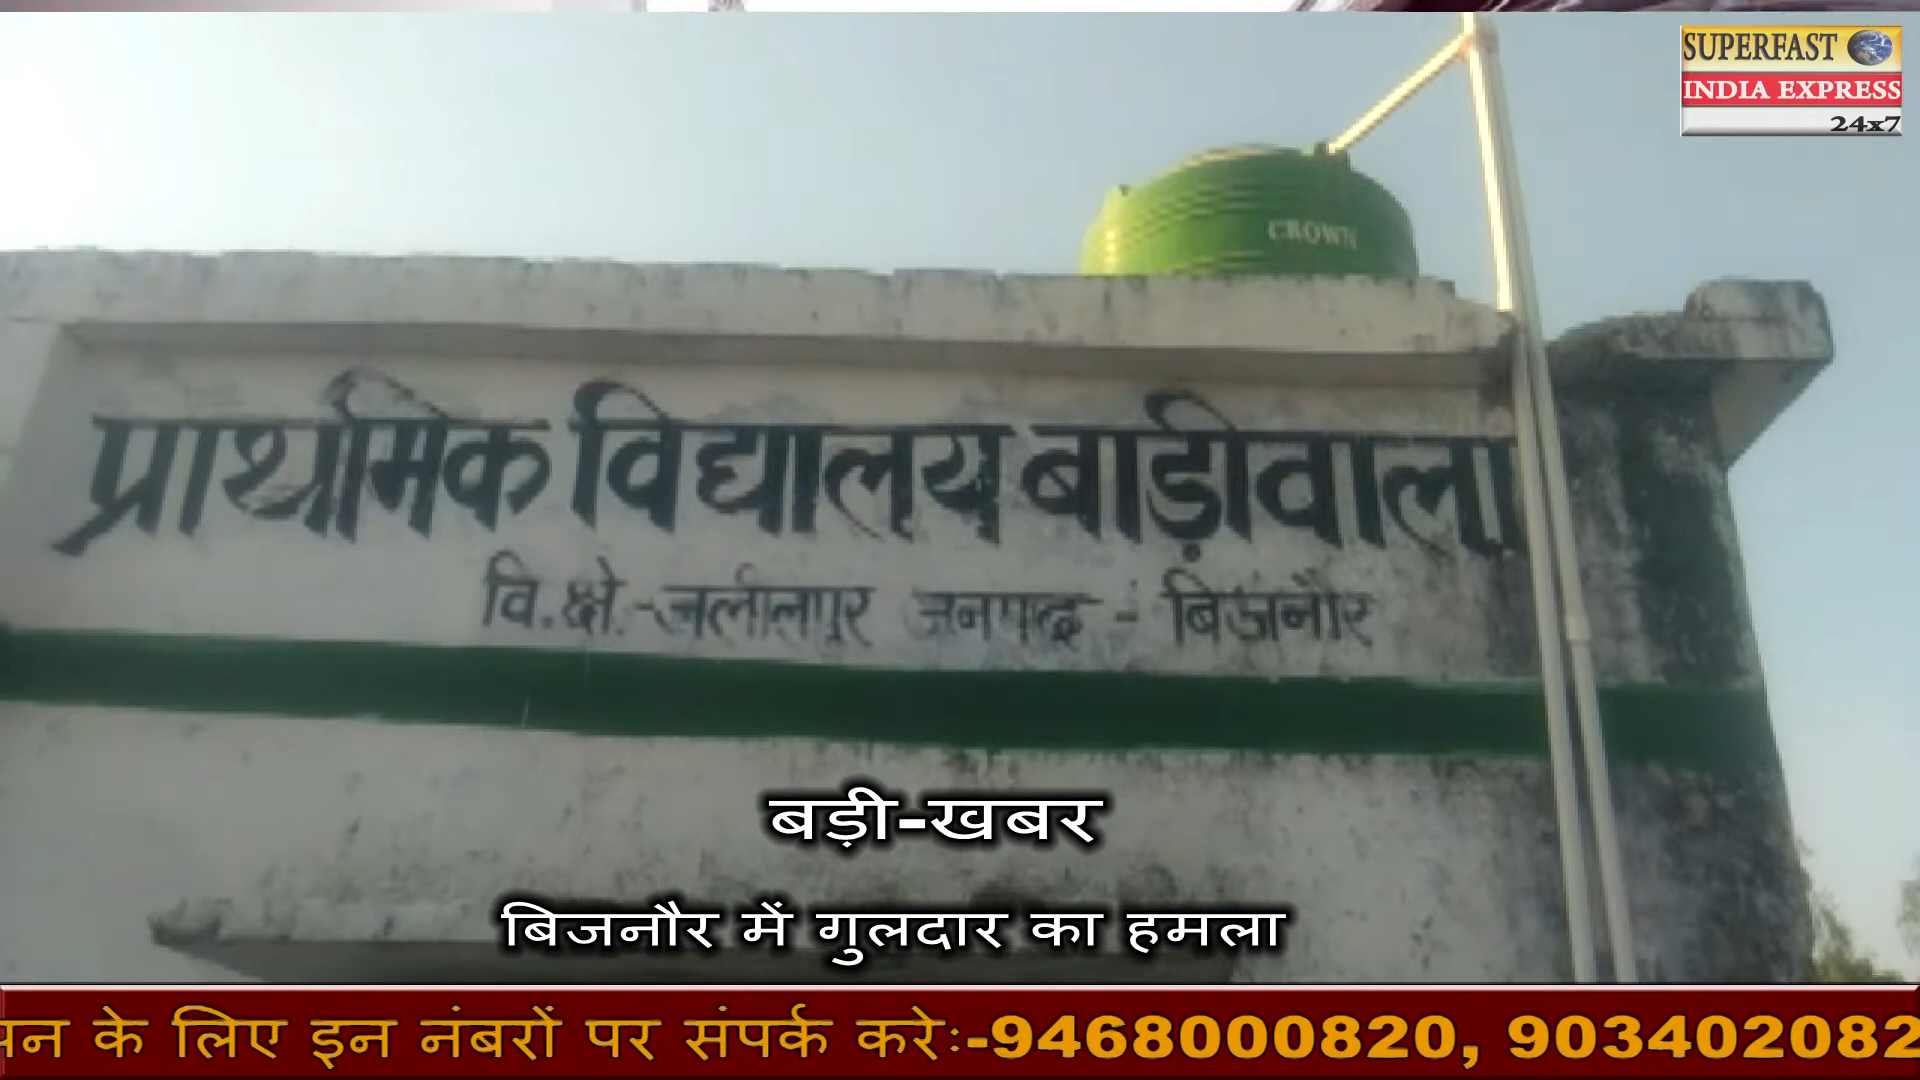 SUPERFAST
INDIA EXPRESS
24x7
CROWN
प्राथमिक विद्यालय बाड़ीवाला
वि.क्षे.-जलीलपुर जनपद - बिजनौर
बड़ी-खबर
बिजनौर में गुलदार का हमला
के लिए इन नंबरों पर संपर्क करेः-9468000820, 903402082